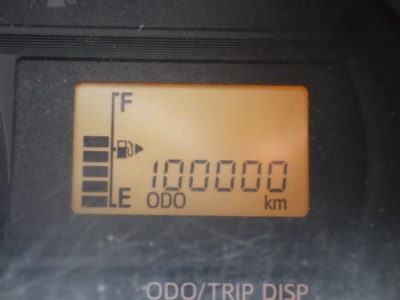 F
E
100000
ODO km
ODO/TRIP DISP